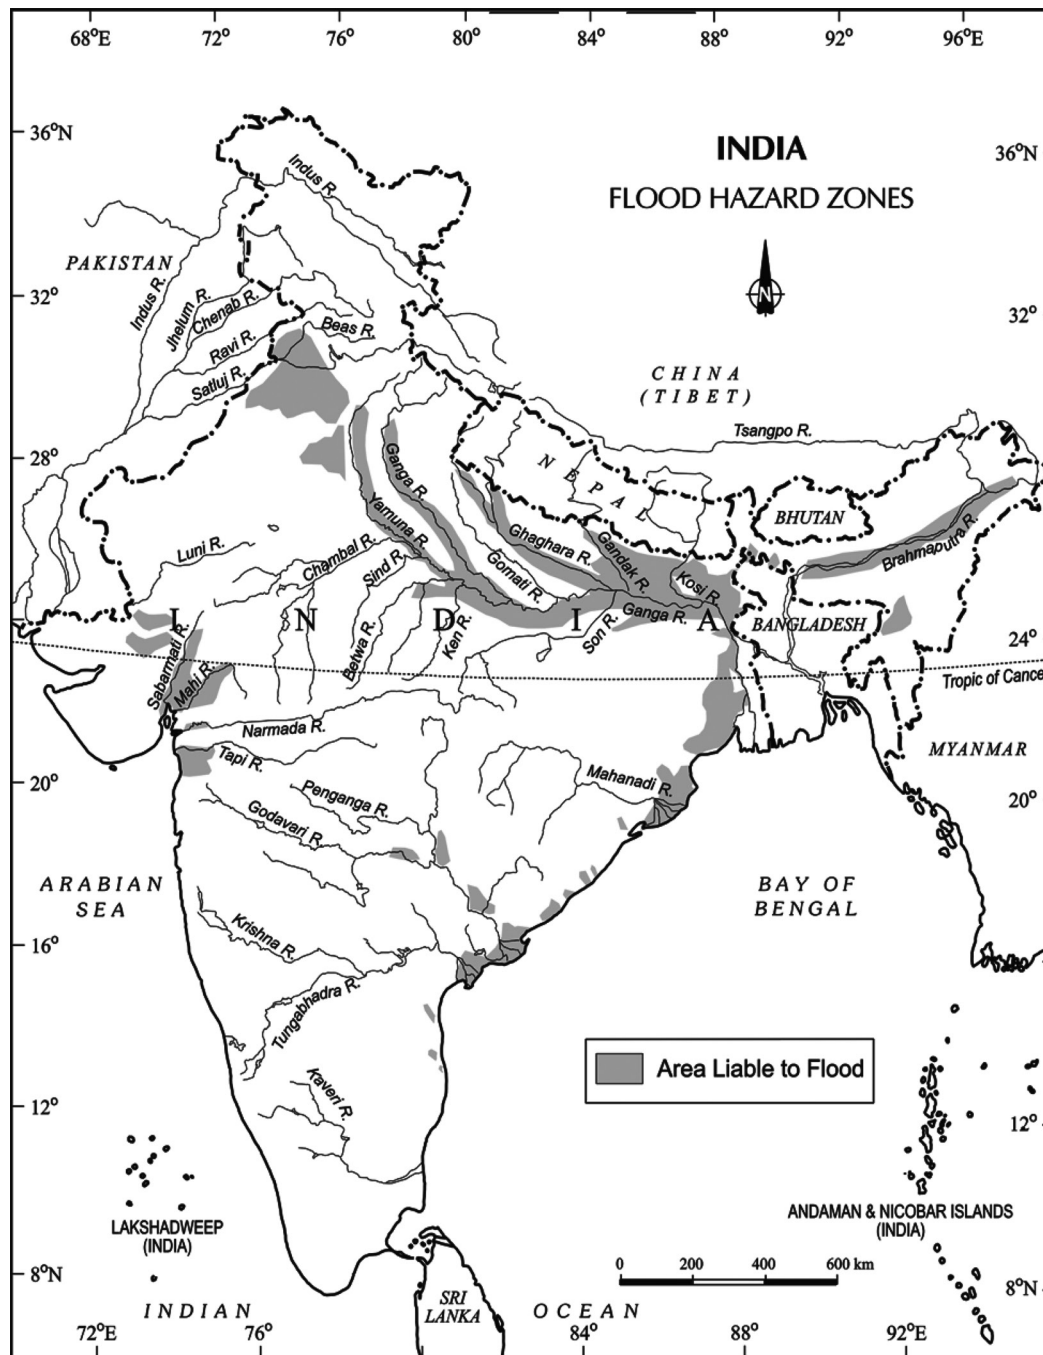 68°E
72°
76°
80°
84°
88°
92°
96°E
36°N
INDIA
36°N
FLOOD HAZARD ZONES
Indus R.
PAKISTAN
Indus R.
Jhelum R.
Chenab R.
32°
N
32°
Beas R.
Ravi R.
Satluj R.
CHINA
(TIBET)
Tsangpo R.
28°
28°
NEPAL
Ganga R.
BHUTAN
Yamuna R.
Ghaghara R.
Brahmaputra R.
Luni R.
Chambal R.
Sind R.
Gomati R.
Gandak R.
Kosi R.
I N D I A
Ganga R.
BANGLADESH
Betwa R.
Ken R.
Son R.
24°
Sabarmati R.
Mahi R.
Tropic of Cance
Narmada R.
MYANMAR
Tapi R.
Mahanadi R.
20°
20°
Penganga R.
Godavari R.
ARABIAN
SEA
BAY OF
BENGAL
Krishna R.
16°
Tungabhadra R.
Area Liable to Flood
Kaveri R.
12°
12°
LAKSHADWEEP
(INDIA)
ANDAMAN & NICOBAR ISLANDS
(INDIA)
0 200 400 600 km
8°N
8°N
SRI
LANKA
INDIAN OCEAN
72°E
76°
84°
88°
92°